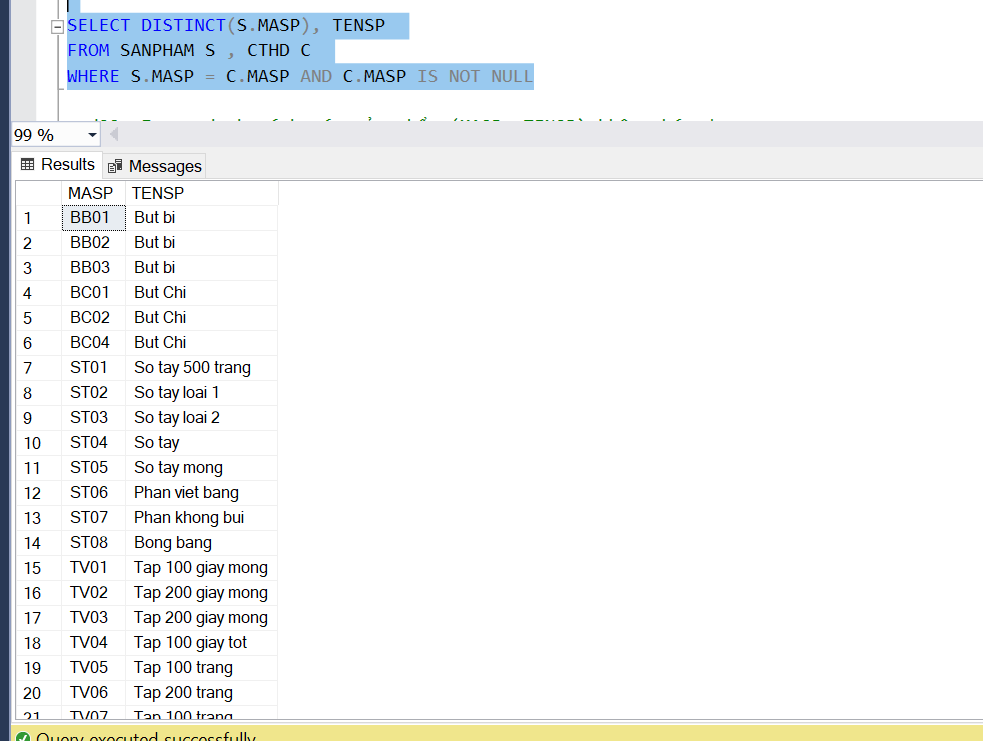 SELECT DISTINCT(S.MASP), TENSP
FROM SANPHAM S , CTHD C
WHERE S.MASP = C.MASP AND C.MASP IS NOT NULL
99 %
Results Messages
MASP TENSP
1 BB01 But bi
2 BB02 But bi
3 BB03 But bi
4 BC01 But Chi
5 BC02 But Chi
6 BC04 But Chi
7 ST01 So tay 500 trang
8 ST02 So tay loai 1
9 ST03 So tay loai 2
10 ST04 So tay
11 ST05 So tay mong
12 ST06 Phan viet bang
13 ST07 Phan khong bui
14 ST08 Bong bang
15 TV01 Tap 100 giay mong
16 TV02 Tap 200 giay mong
17 TV03 Tap 200 giay mong
18 TV04 Tap 100 giay tot
19 TV05 Tap 100 trang
20 TV06 Tap 200 trang
21 TV07 Tap 100 trang
Query executed successfully